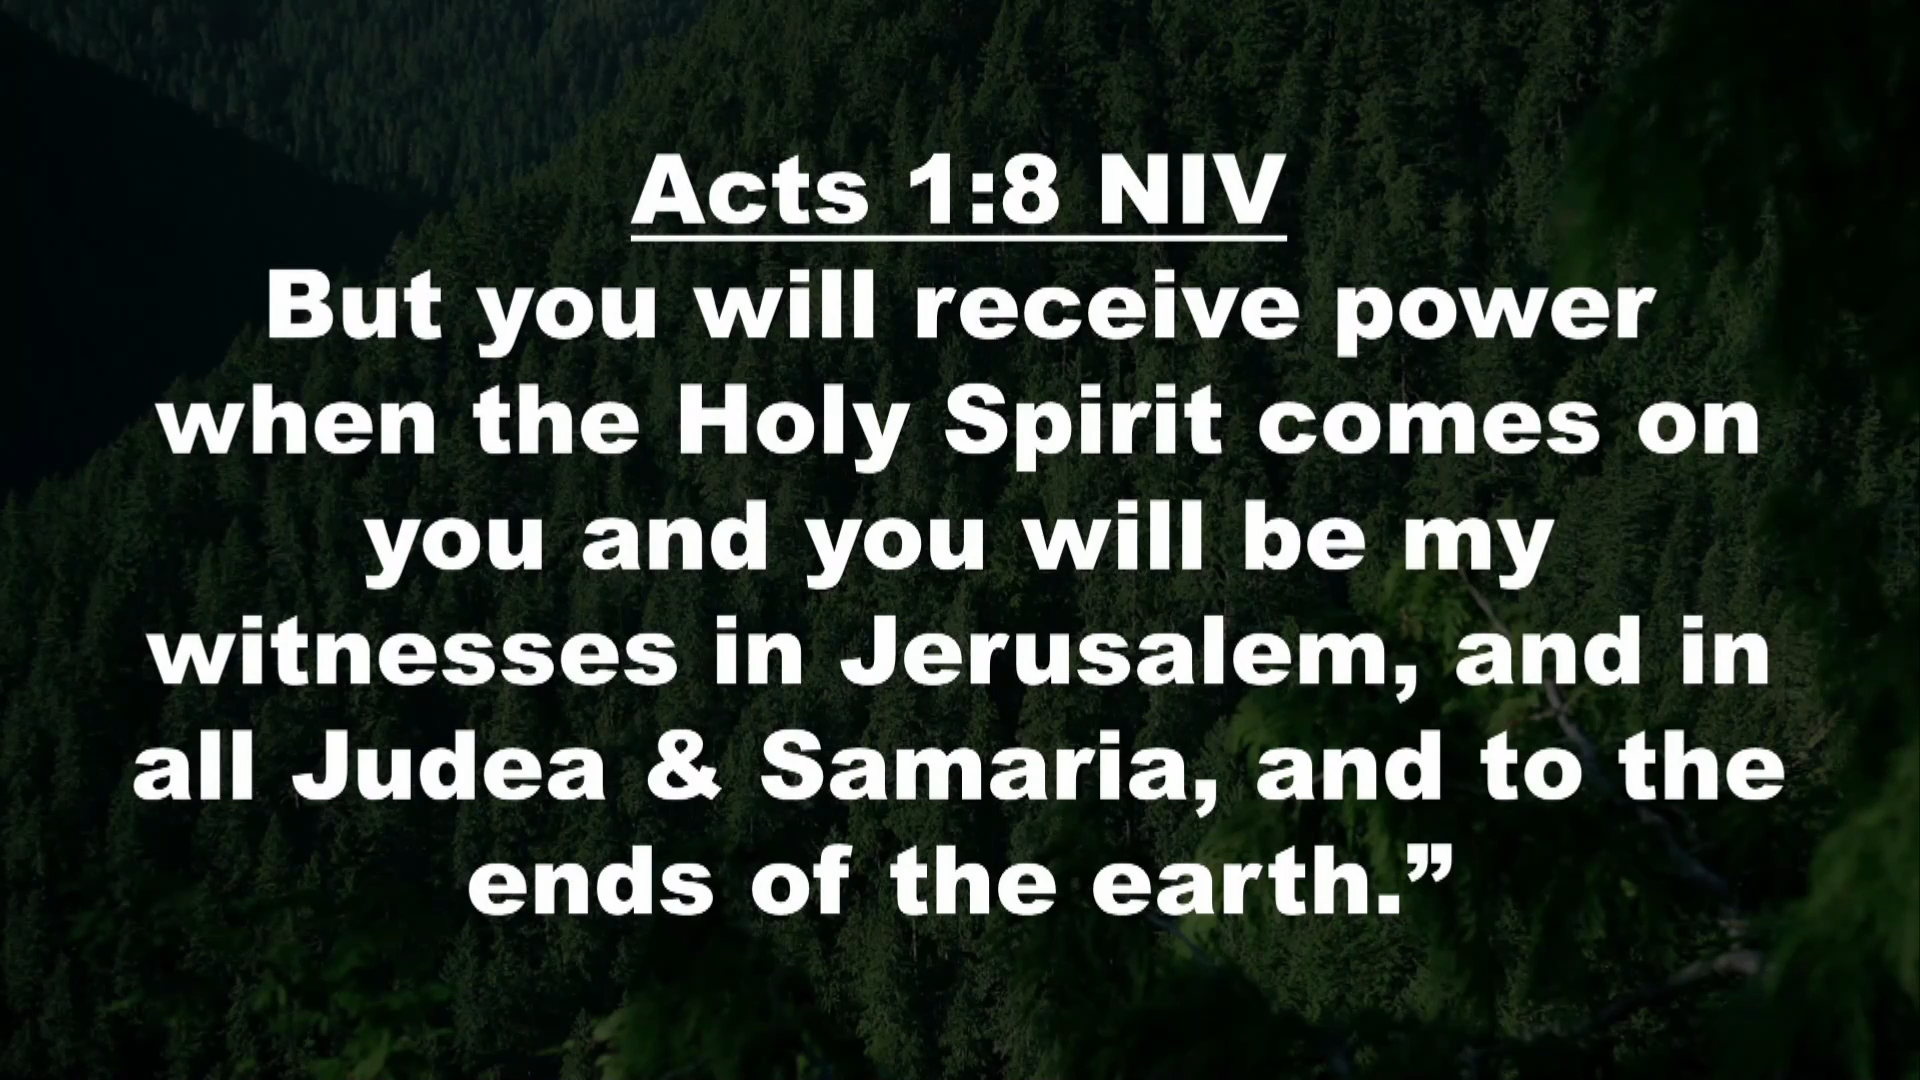 Acts 1:8 NIV
But you will receive power
when the Holy Spirit comes on
you and you will be my
witnesses in Jerusalem, and in
all Judea & Samaria, and to the
ends of the earth.”